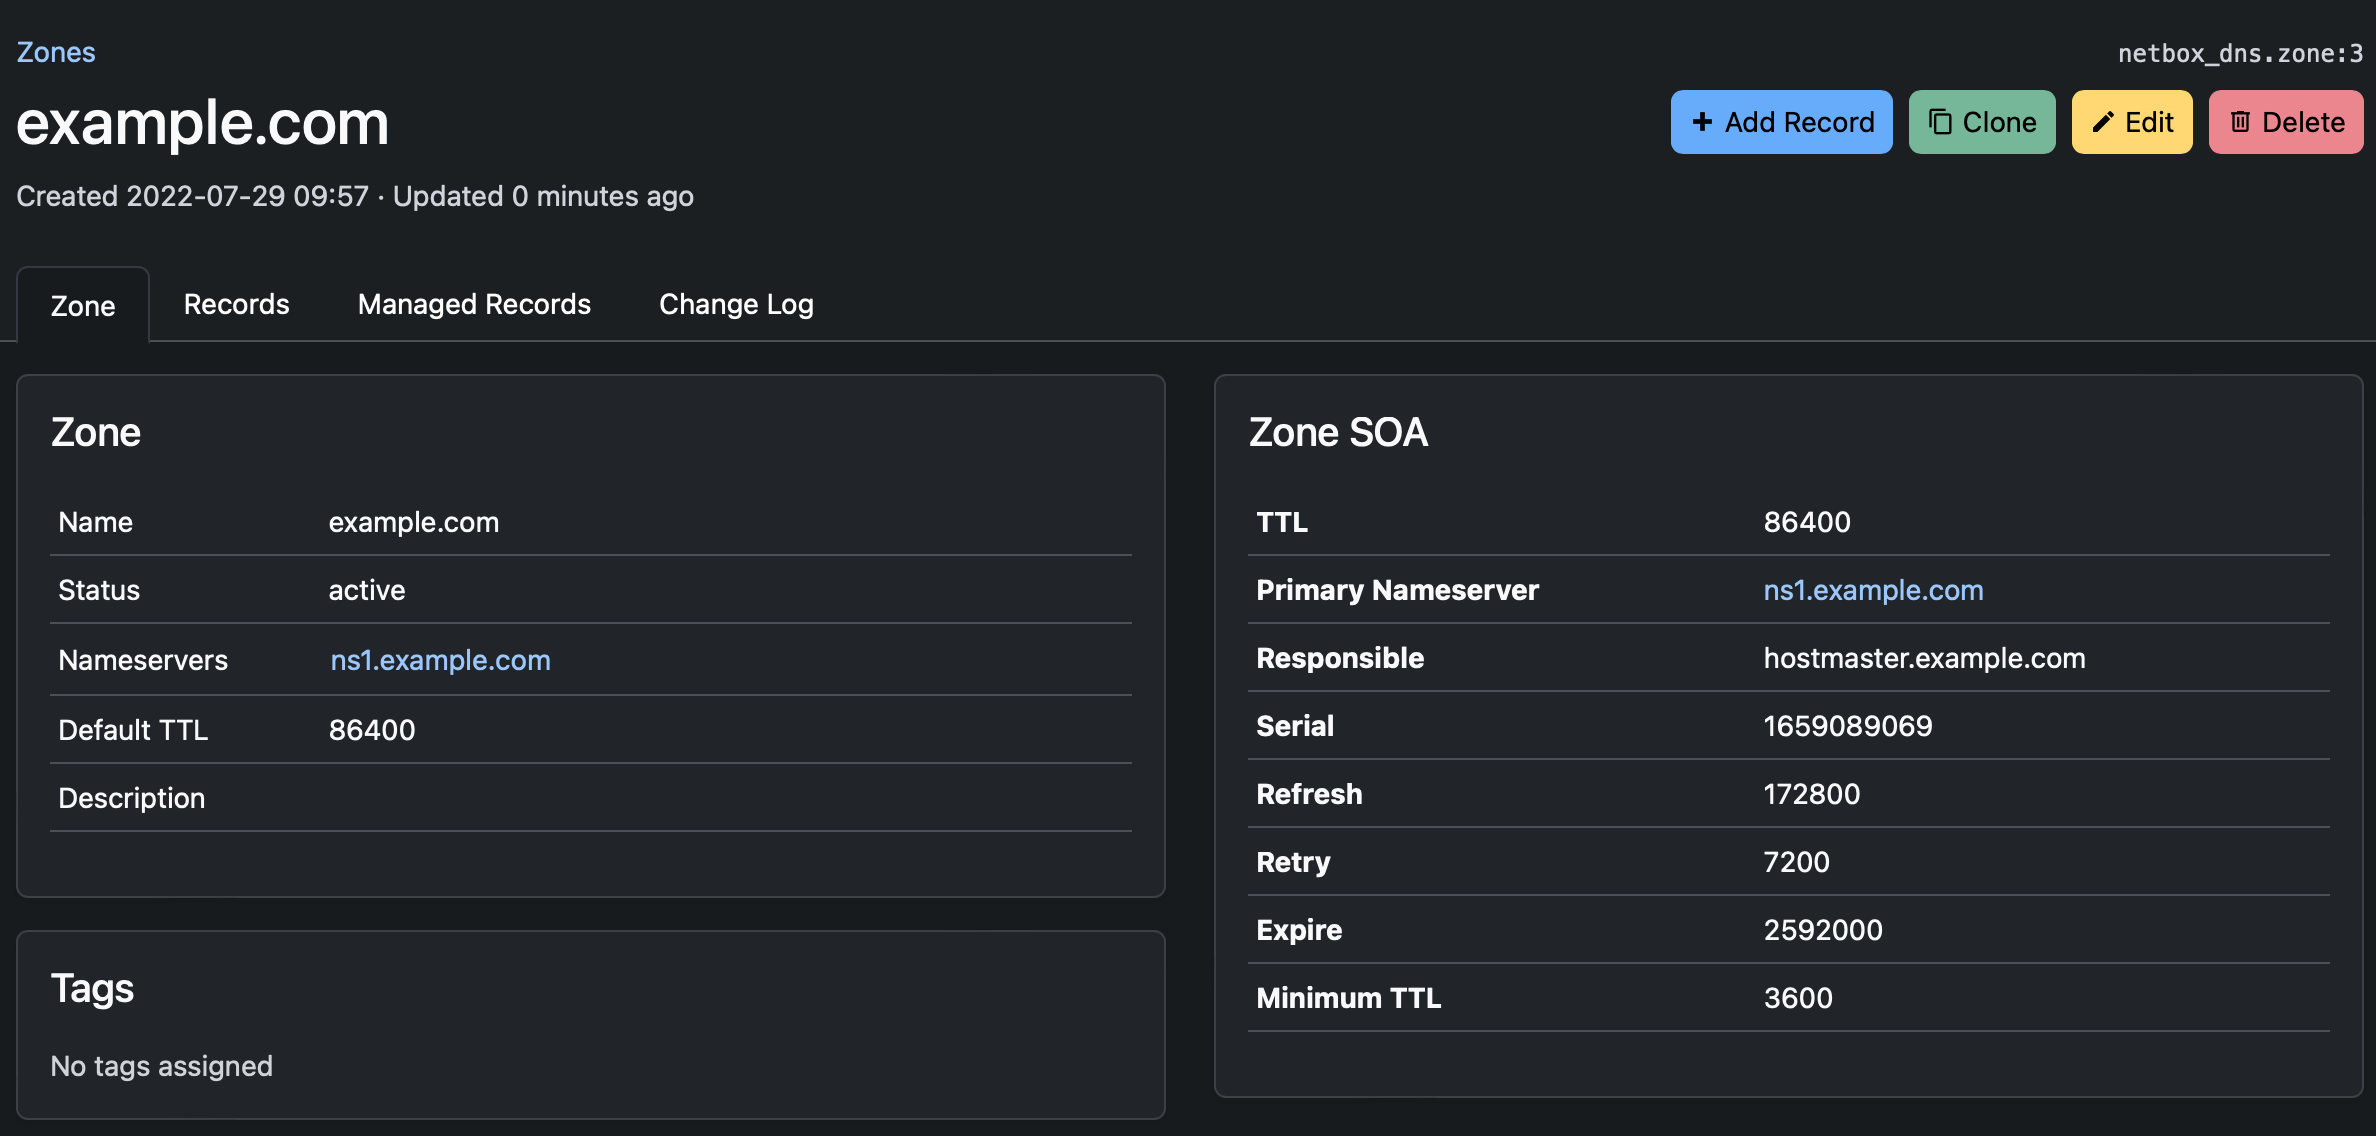 Zones
netbox_dns.zone:3
example.com
Add Record
Clone
Edit
Delete
Created 2022-07-29 09:57 · Updated 0 minutes ago
Zone
Records
Managed Records
Change Log
Zone
Name example.com
Status active
Nameservers ns1.example.com
Default TTL 86400
Description
Tags
No tags assigned
Zone SOA
TTL 86400
Primary Nameserver ns1.example.com
Responsible hostmaster.example.com
Serial 1659089069
Refresh 172800
Retry 7200
Expire 2592000
Minimum TTL 3600